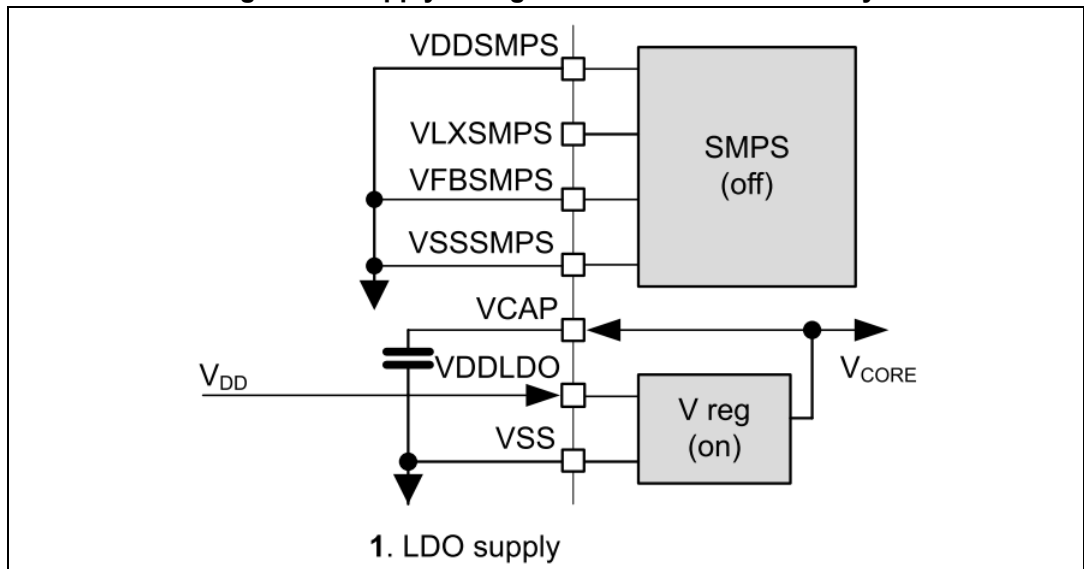 VDDSMPS
VLXSMPS
VFBSMPS
VSSSMPS
SMPS
(off)
VCAP
VDDLDO
VDD
VSS
VCORE
V reg
(on)
1. LDO supply